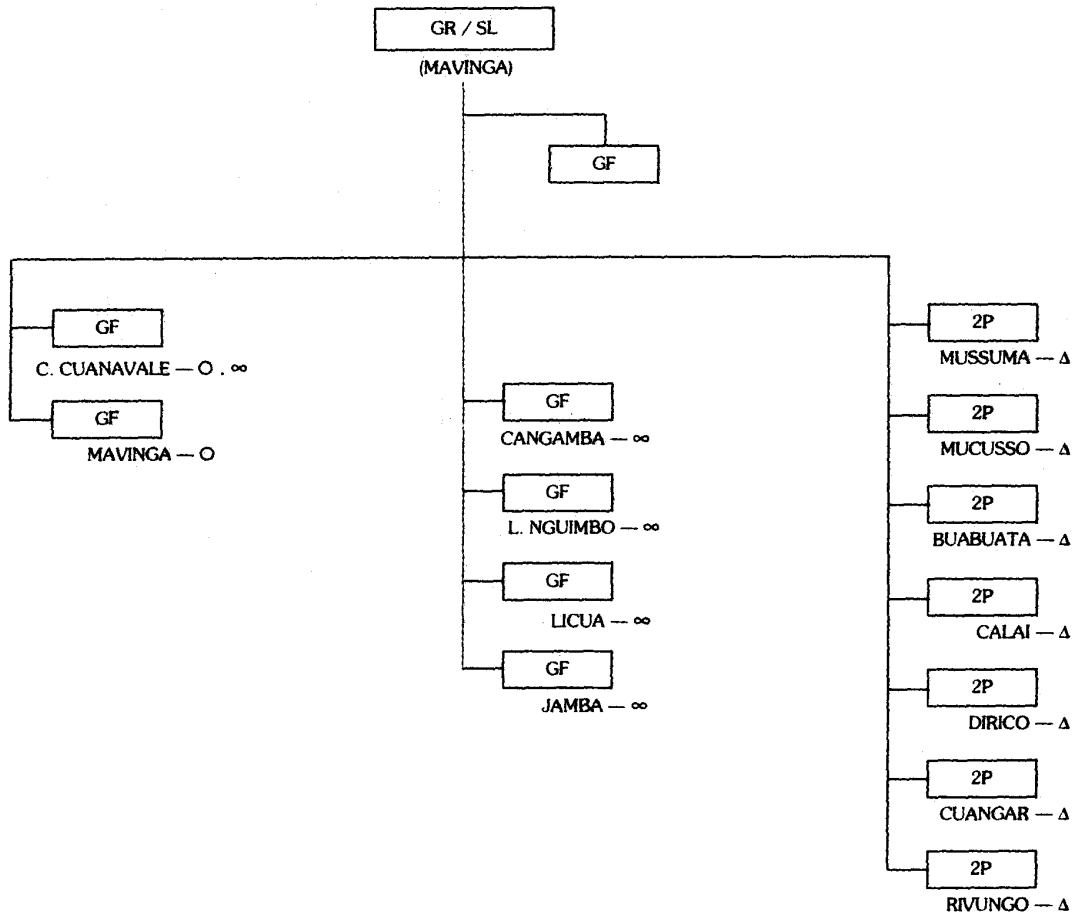 GR / SL
(MAVINGA)
GF
GF
C. CUANAVALE — O . ∞
GF
MAVINGA — O
GF
CANGAMBA — ∞
GF
L. NGUIMBO — ∞
GF
LICUA — ∞
GF
JAMBA — ∞
2P
MUSSUMA — Δ
2P
MUCUSSO — Δ
2P
BUABUATA — Δ
2P
CALAI — Δ
2P
DIRICO — Δ
2P
CUANGAR — Δ
2P
RIVUNGO — Δ